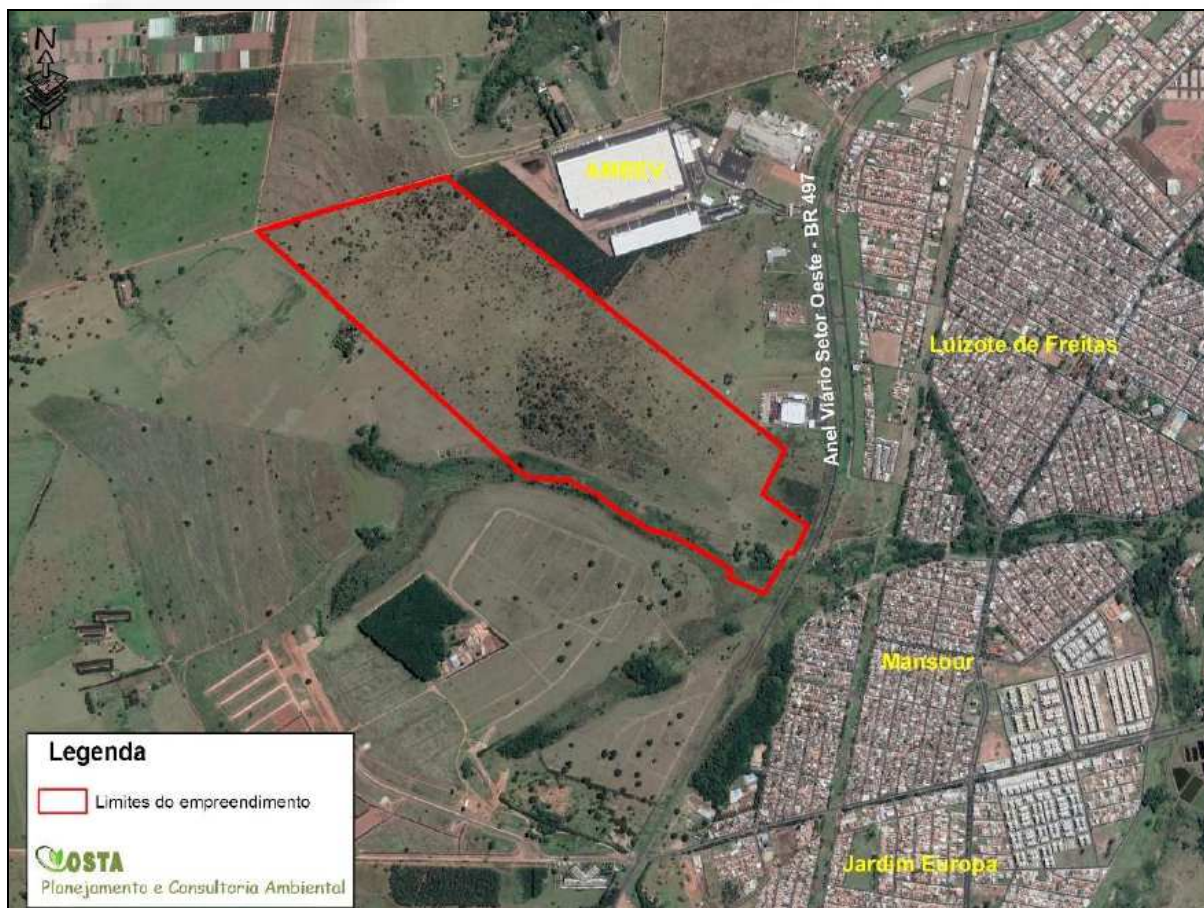 N
AMBEV
Anel Viário Setor Oeste - BR 497
Luizote de Freitas
Mansour
Jardim Europa
Legenda
Limites do empreendimento
COSTA
Planejamento e Consultoria Ambiental